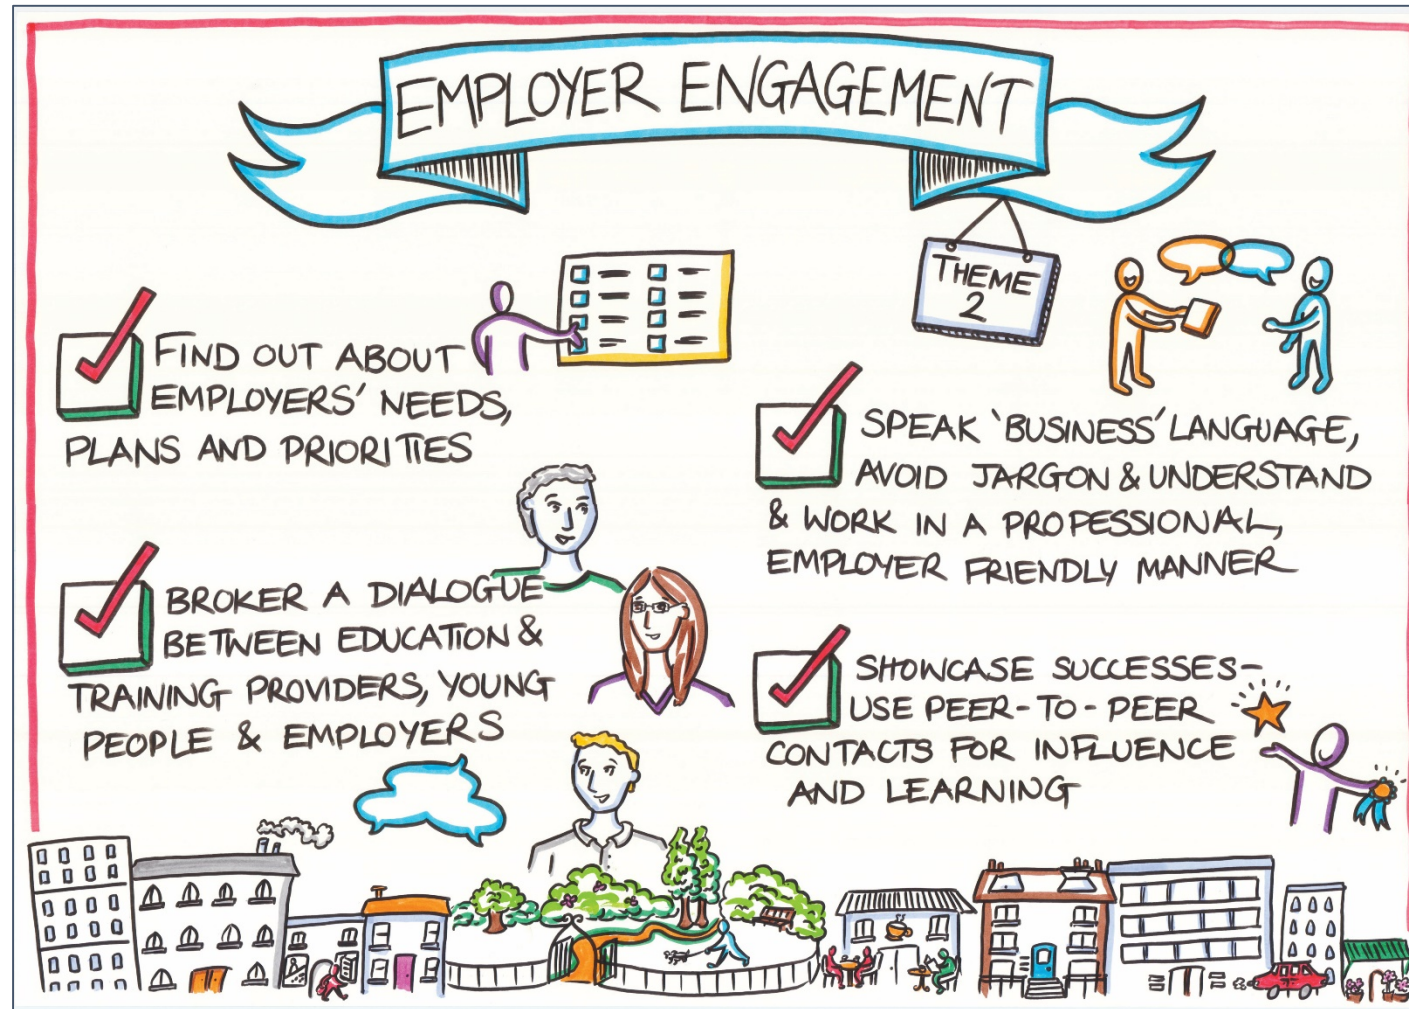 EMPLOYER ENGAGEMENT
THEME
2
FIND OUT ABOUT
EMPLOYERS' NEEDS,
PLANS AND PRIORITIES
BROKER A DIALOGUE
BETWEEN EDUCATION &
TRAINING PROVIDERS, YOUNG
PEOPLE & EMPLOYERS
SPEAK 'BUSINESS' LANGUAGE,
AVOID JARGON & UNDERSTAND
& WORK IN A PROFESSIONAL,
EMPLOYER FRIENDLY MANNER
SHOWCASE SUCCESSES-
USE PEER-TO-PEER
CONTACTS FOR INFLUENCE
AND LEARNING